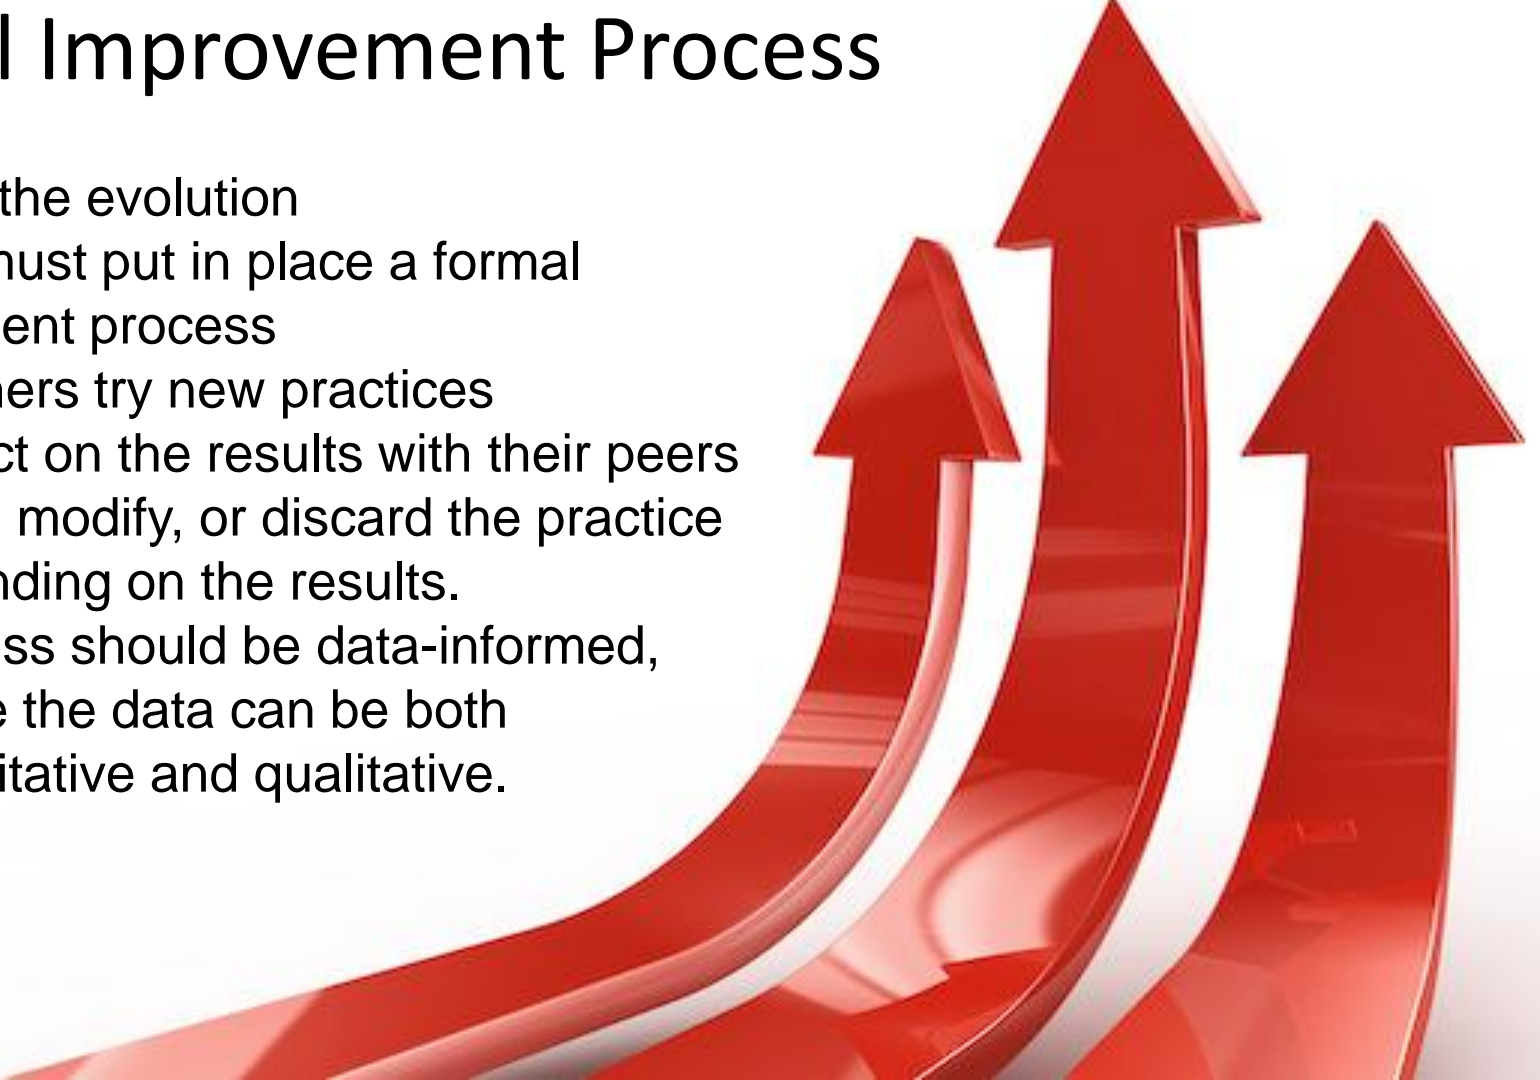 l Improvement Process
the evolution
must put in place a formal
ent process
ners try new practices
ct on the results with their peers
modify, or discard the practice
nding on the results.
ss should be data-informed,
e the data can be both
itative and qualitative.